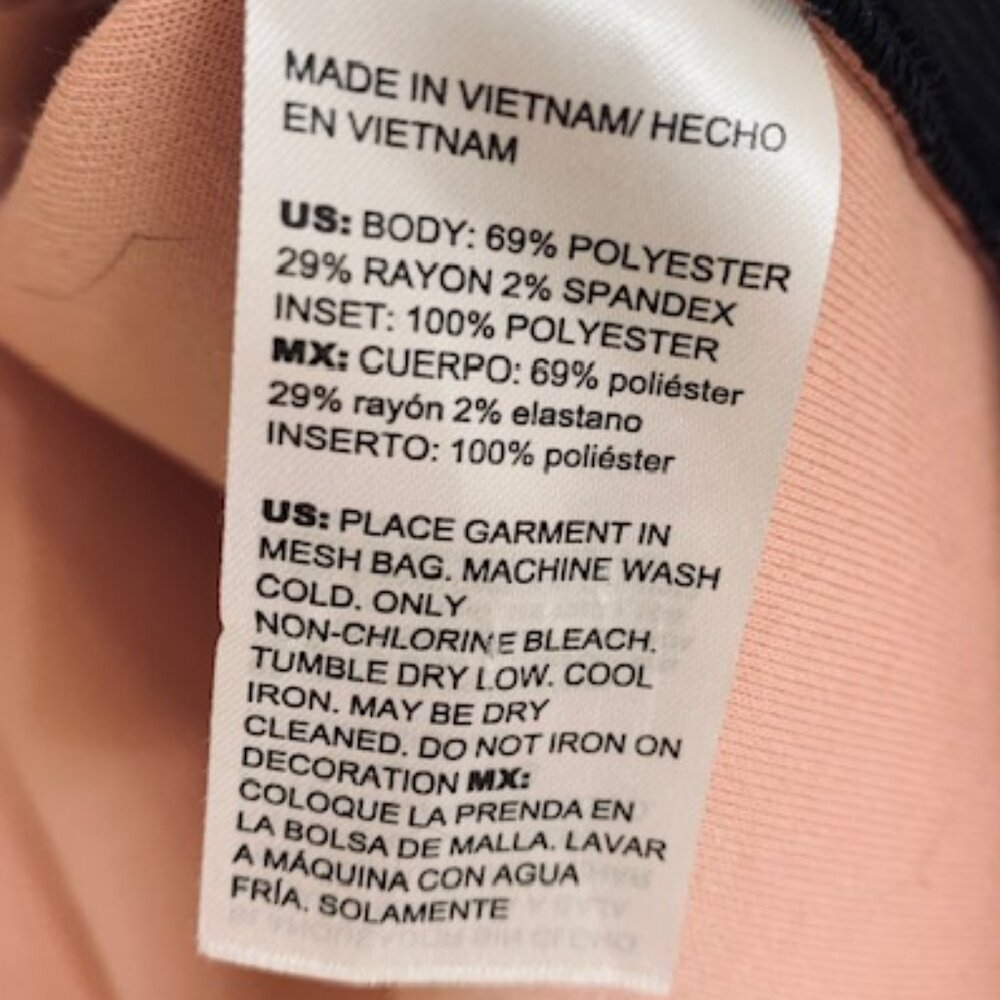 MADE IN VIETNAM/ HECHO
EN VIETNAM
US: BODY: 69% POLYESTER
29% RAYON 2% SPANDEX
INSET: 100% POLYESTER
MX: CUERPO: 69% poliéster
29% rayón 2% elastano
INSERTO: 100% poliéster
US: PLACE GARMENT IN
MESH BAG. MACHINE WASH
COLD. ONLY
NON-CHLORINE BLEACH.
TUMBLE DRY LOW. COOL
IRON. MAY BE DRY
CLEANED. DO NOT IRON ON
DECORATION MX:
COLOQUE LA PRENDA EN
LA BOLSA DE MALLA. LAVAR
A MÁQUINA CON AGUA
FRÍA. SOLAMENTE